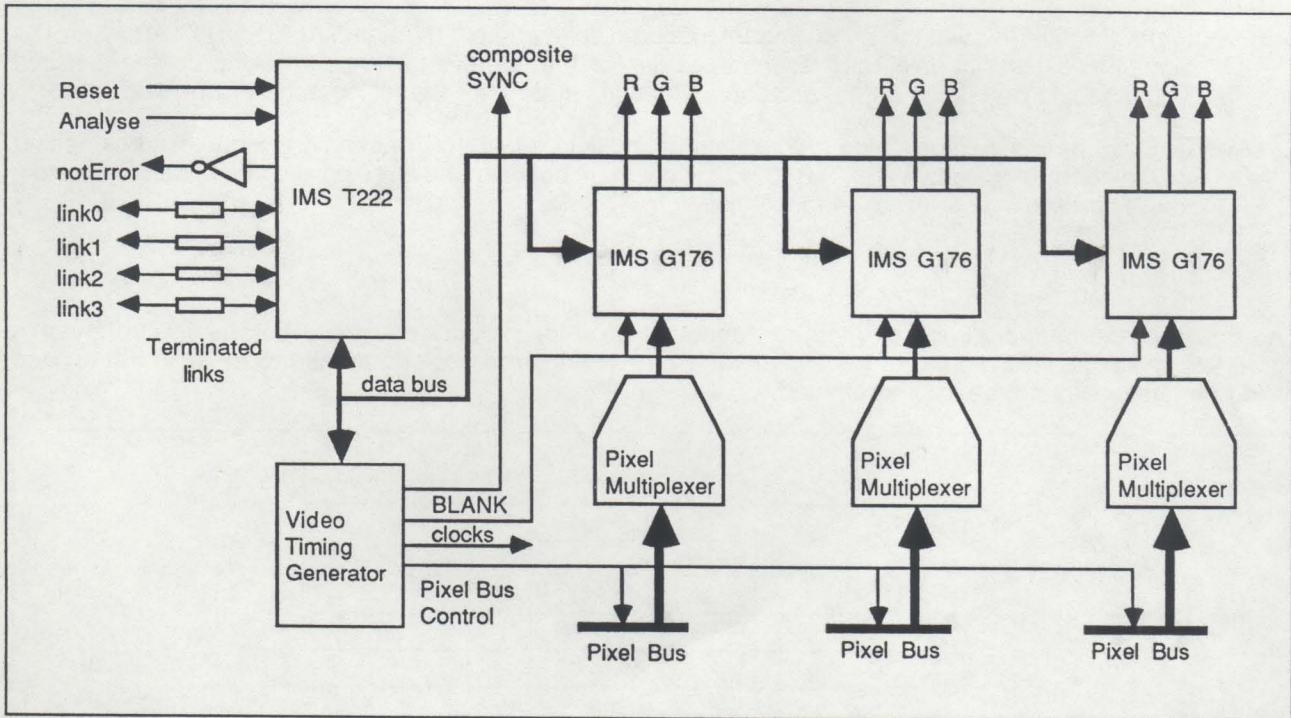 composite
SYNC
R G B
R G B
R G B
Reset
Analyse
notError
link0
link1
link2
link3
Terminated
links
IMS T222
IMS G176
IMS G176
IMS G176
data bus
Pixel
Multiplexer
Pixel
Multiplexer
Pixel
Multiplexer
Video
Timing
Generator
BLANK
clocks
Pixel Bus
Control
Pixel Bus
Pixel Bus
Pixel Bus